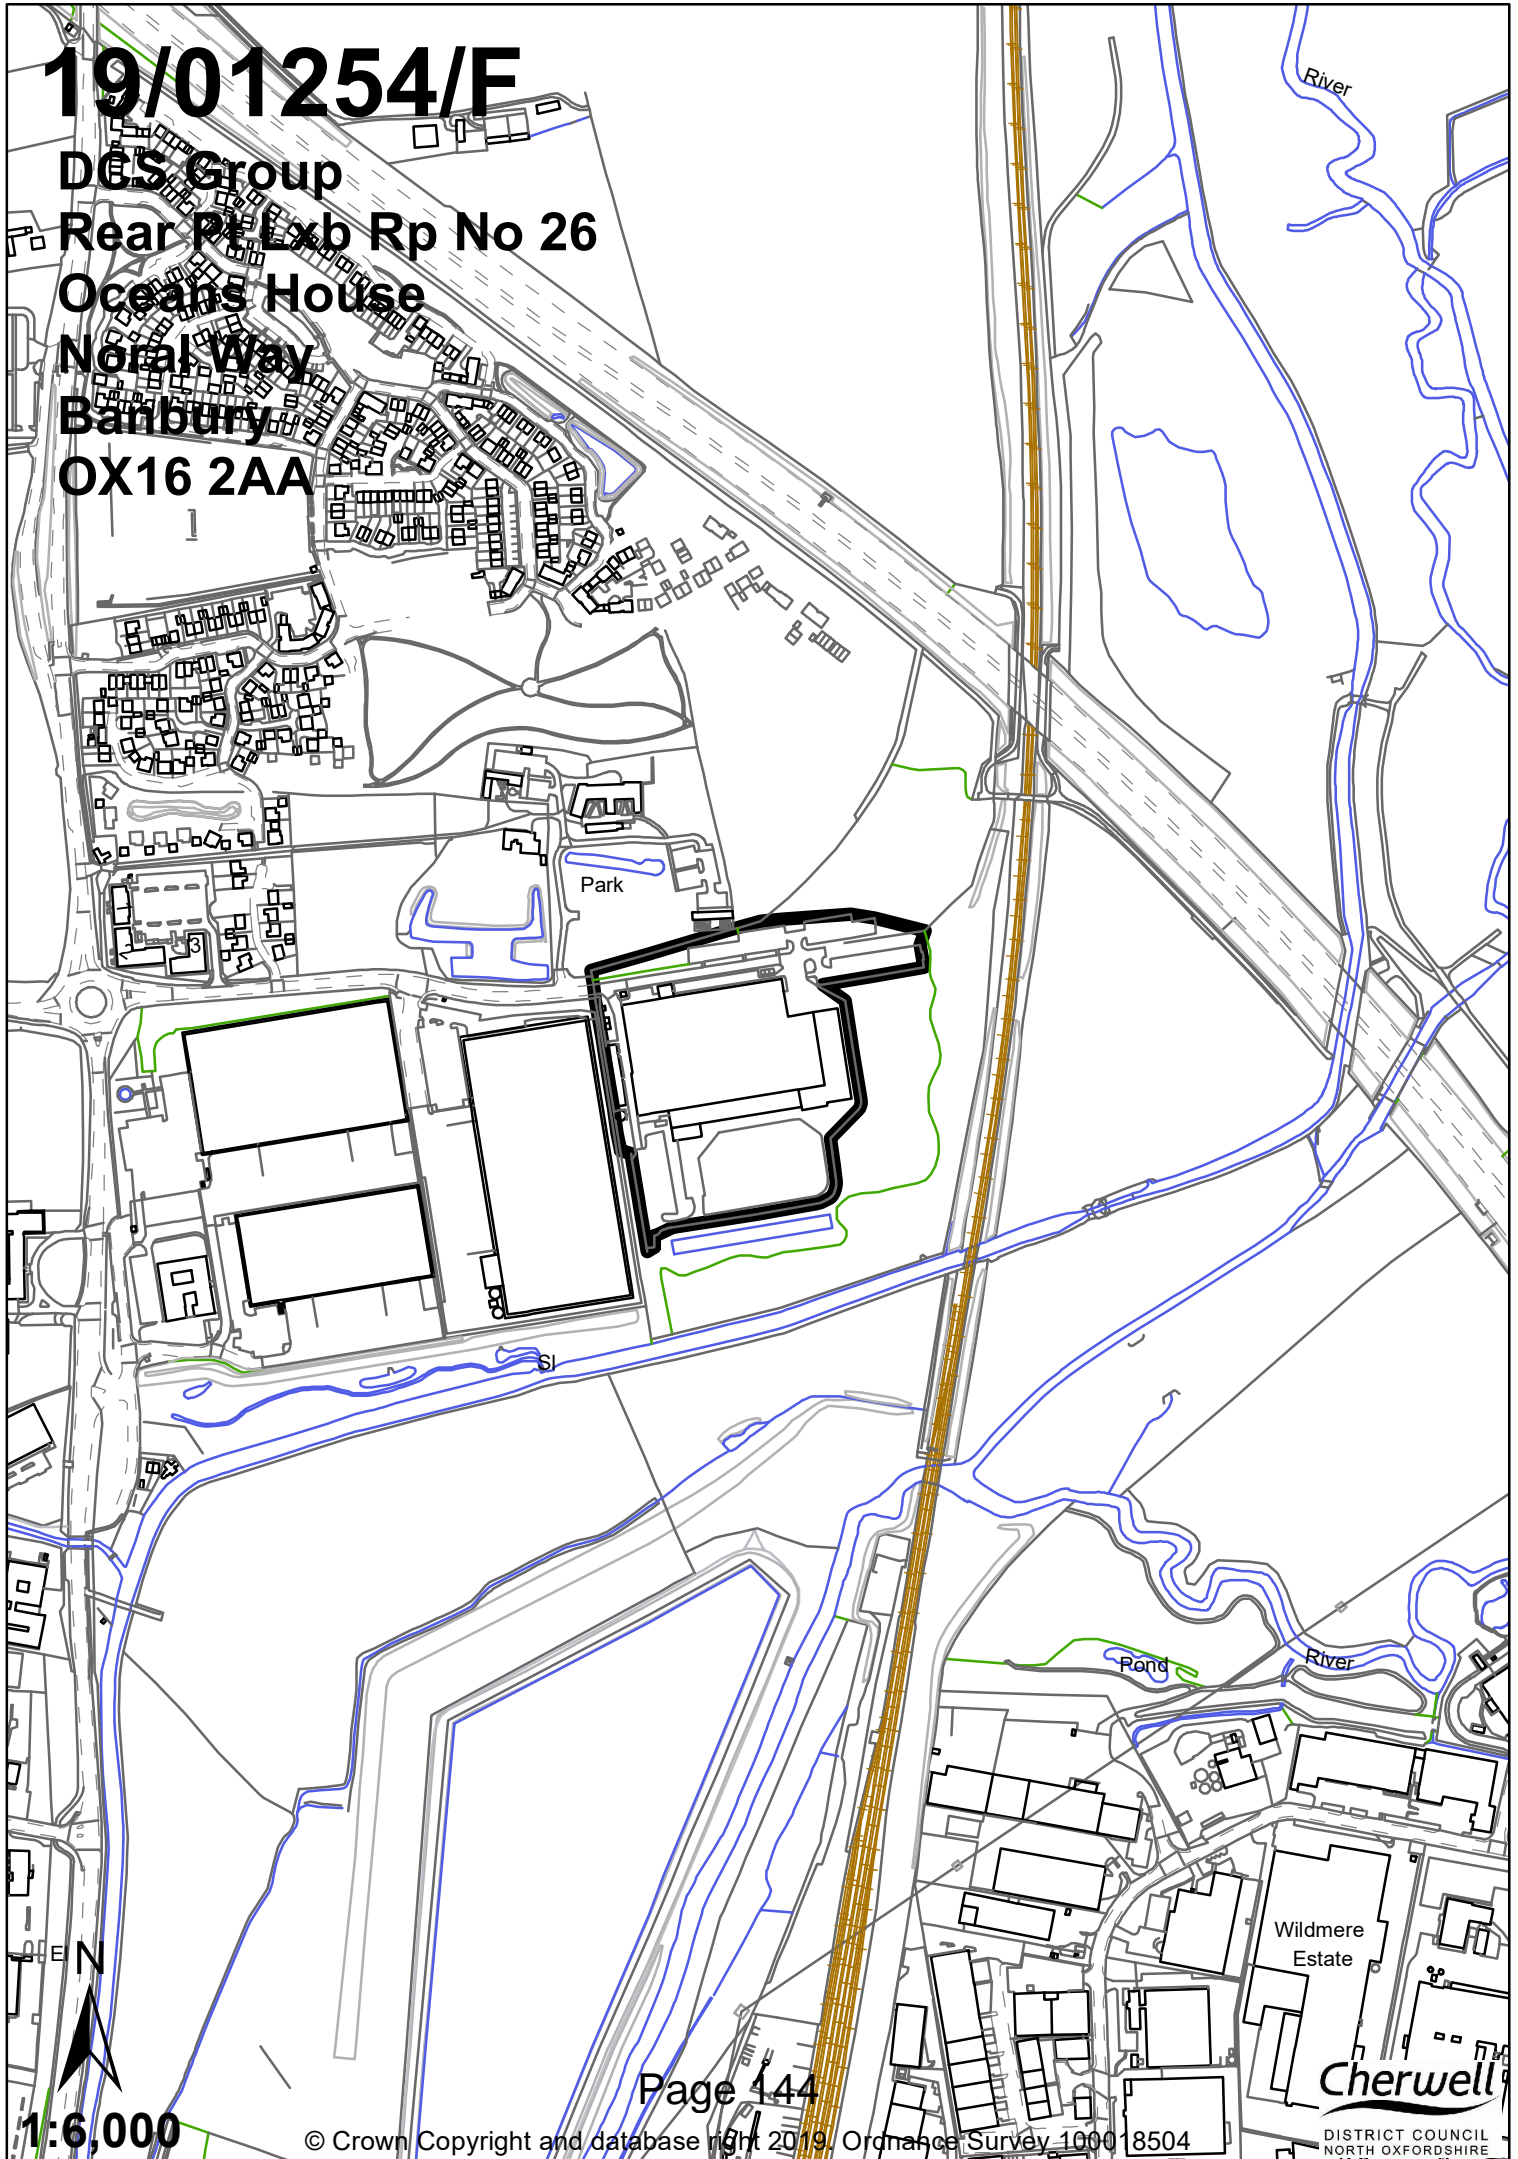 19/01254/F
DCS Group
Rear Pt Lxb Rp No 26
Oceans House
Noral Way
Banbury
OX16 2AA
River
Park
3
Sl
Pond
River
Wildmere
Estate
El
N
1:6,000
Page 144
© Crown Copyright and database right 2019. Ordnance Survey 100018504
Cherwell
DISTRICT COUNCIL
NORTH OXFORDSHIRE